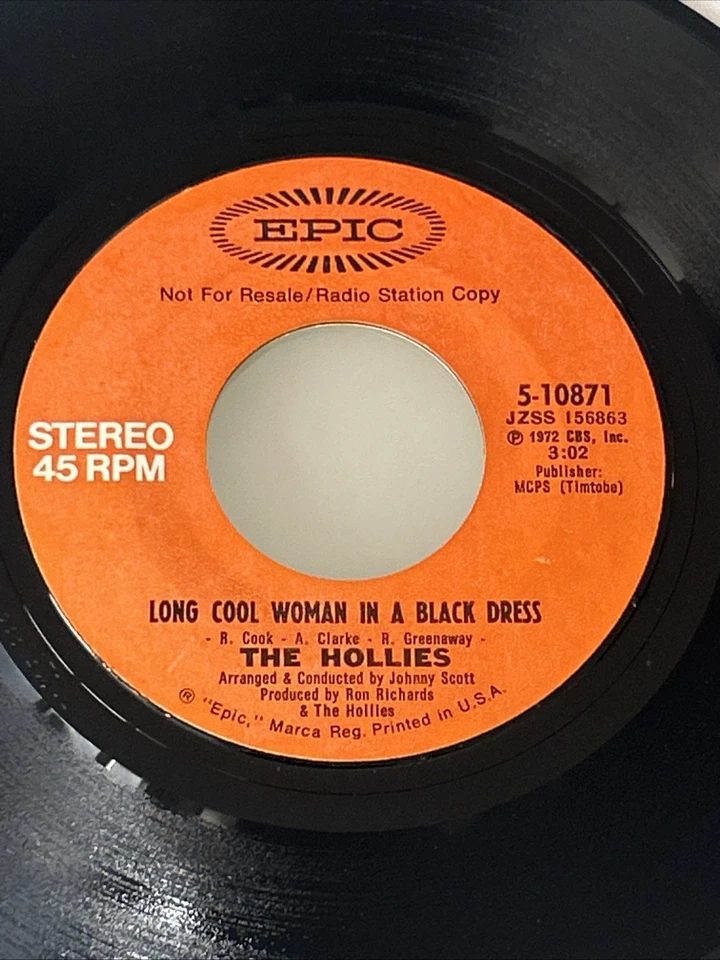 EPIC
Not For Resale/Radio Station Copy
STEREO
45 RPM
5-10871
JZSS 156863
℗ 1972 CBS, Inc.
3:02
Publisher:
MCPS (Timtobe)
LONG COOL WOMAN IN A BLACK DRESS
- R. Cook - A. Clarke - R. Greenaway -
THE HOLLIES
Arranged & Conducted by Johnny Scott
Produced by Ron Richards
& The Hollies
® "Epic," Marca Reg. Printed in U.S.A.